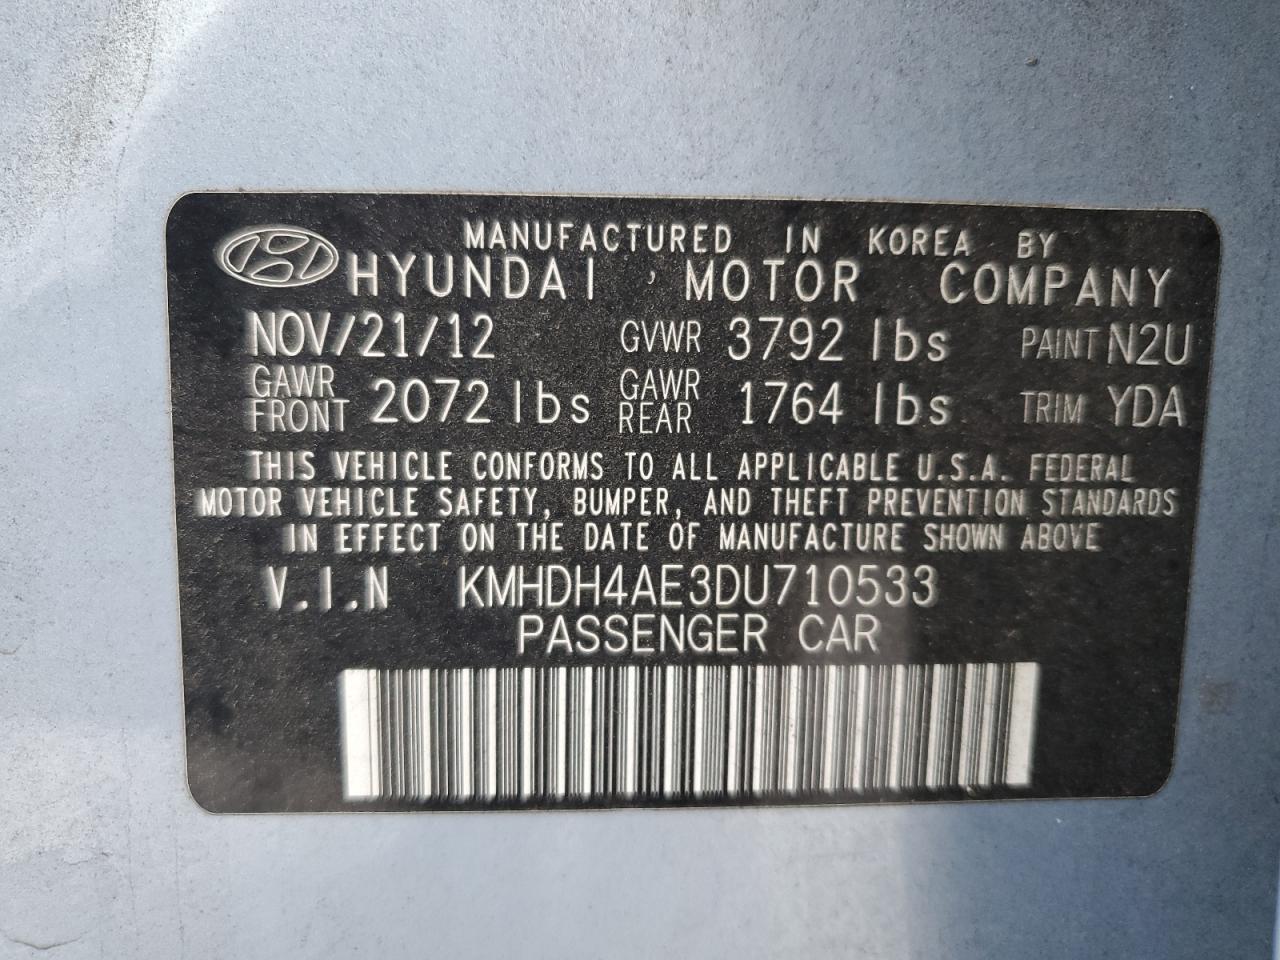 MANUFACTURED IN KOREA BY
HYUNDAI MOTOR COMPANY
NOV/21/12 GVWR 3792 lbs PAINT N2U
GAWR FRONT 2072 lbs GAWR REAR 1764 lbs TRIM YDA
THIS VEHICLE CONFORMS TO ALL APPLICABLE U.S.A. FEDERAL
MOTOR VEHICLE SAFETY, BUMPER, AND THEFT PREVENTION STANDARDS
IN EFFECT ON THE DATE OF MANUFACTURE SHOWN ABOVE
V.I.N KMHDH4AE3DU710533
PASSENGER CAR